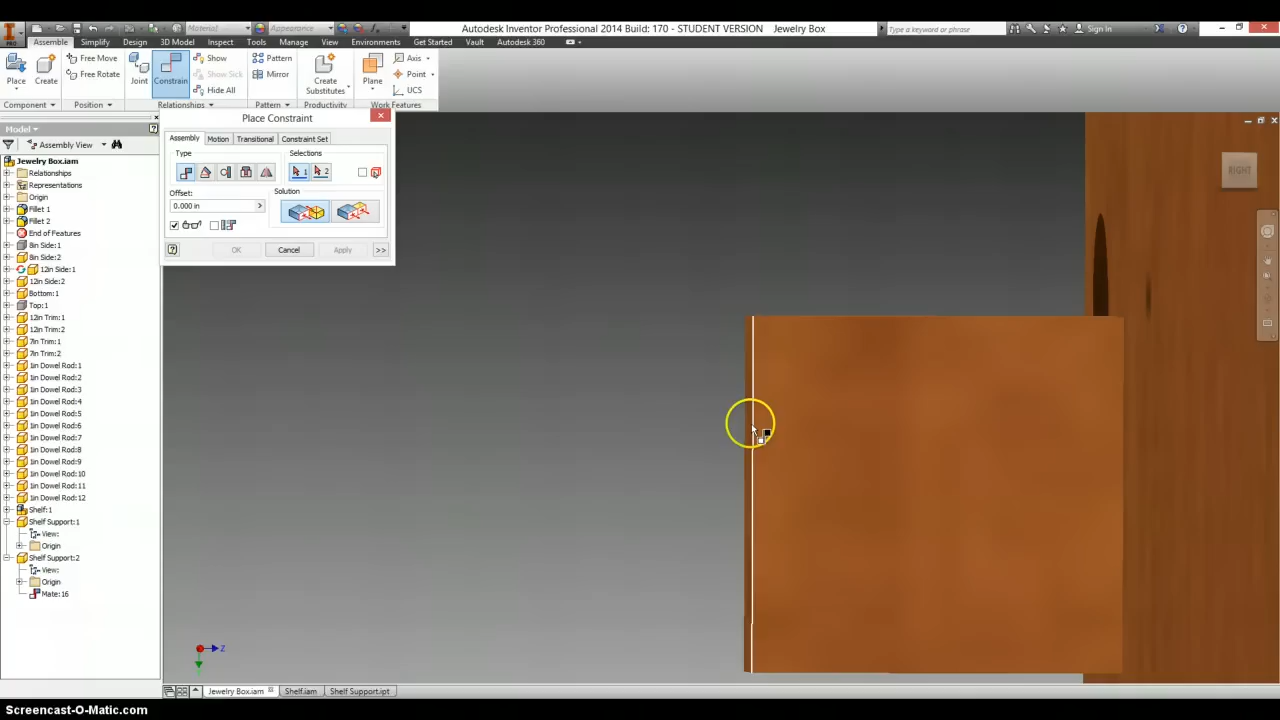 PRO
Material
Appearance
Autodesk Inventor Professional 2014 Build: 170 - STUDENT VERSION Jewelry Box
Type a keyword or phrase
Sign In
Assemble Simplify Design 3D Model Inspect Tools Manage View Environments Get Started Vault Autodesk 360
Place Create
Free Move
Free Rotate
Joint Constrain
Show
Show Sick
Hide All
Pattern
Mirror
Create Substitutes
Plane
Axis
Point
UCS
Component Position Relationships Pattern Productivity Work Features
Place Constraint
Assembly Motion Transitional Constraint Set
Type Selections
1 2
Offset: Solution
0.000 in
OK Cancel Apply >>
Model
Assembly View
Jewelry Box.iam
Relationships
Representations
Origin
Fillet 1
Fillet 2
End of Features
8in Side:1
8in Side:2
12in Side:1
12in Side:2
Bottom:1
Top:1
12in Trim:1
12in Trim:2
7in Trim:1
7in Trim:2
1in Dowel Rod:1
1in Dowel Rod:2
1in Dowel Rod:3
1in Dowel Rod:4
1in Dowel Rod:5
1in Dowel Rod:6
1in Dowel Rod:7
1in Dowel Rod:8
1in Dowel Rod:9
1in Dowel Rod:10
1in Dowel Rod:11
1in Dowel Rod:12
Shelf:1
Shelf Support:1
View:
Origin
Shelf Support:2
View:
Origin
Mate:16
RIGHT
Z
Jewelry Box.iam Shelf.iam Shelf Support.ipt
Screencast-O-Matic.com